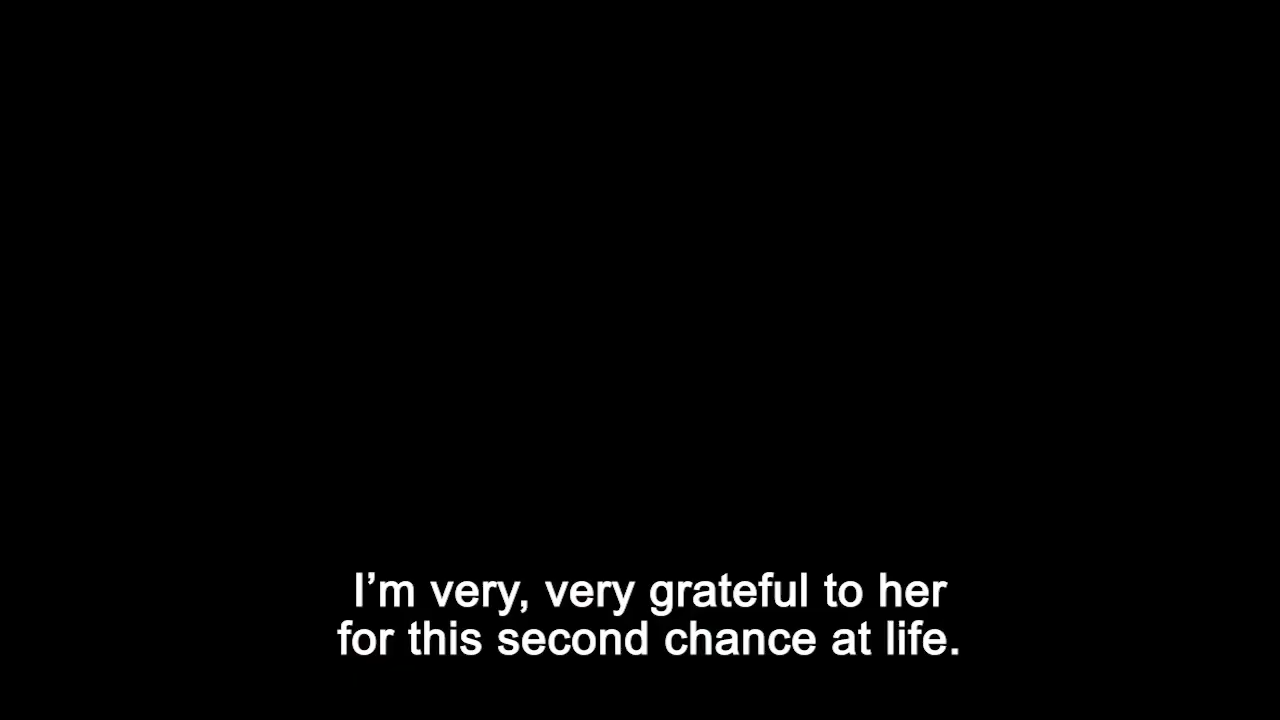 I’m very, very grateful to her
for this second chance at life.